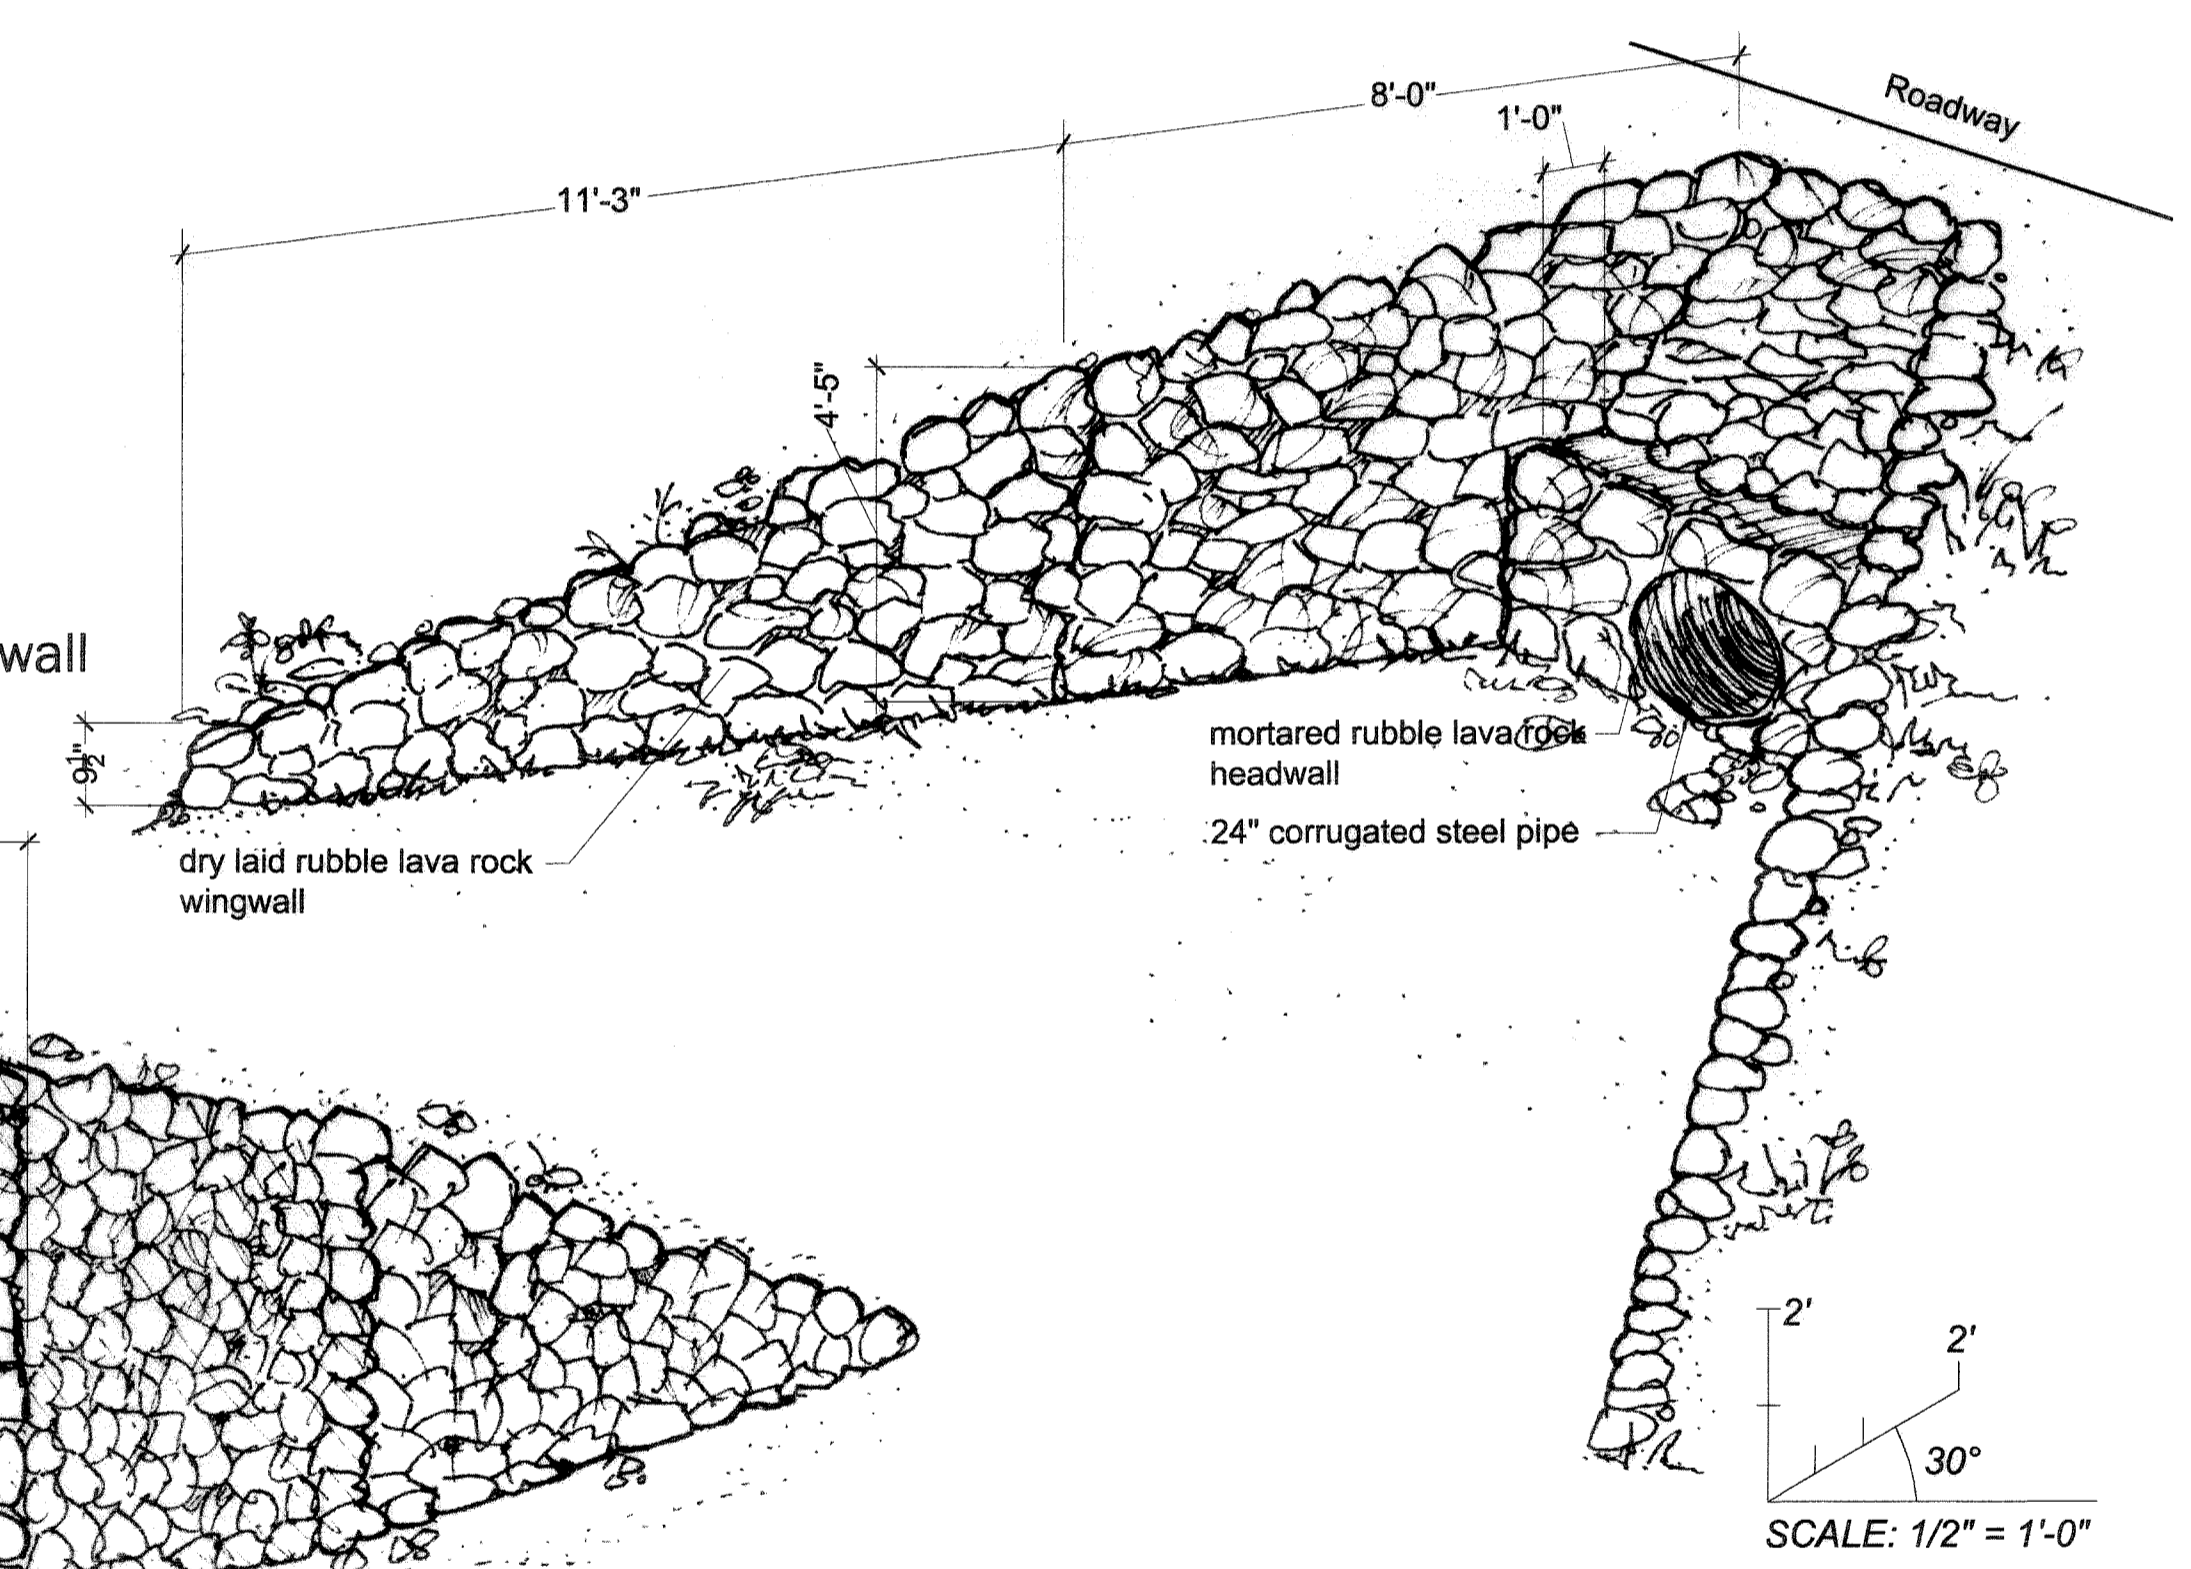 Roadway
8'-0"
1'-0"
11'-3"
4'-5"
wall
9½"
mortared rubble lava rock
headwall
24" corrugated steel pipe
dry laid rubble lava rock
wingwall
2'
2'
30°
SCALE: 1/2" = 1'-0"